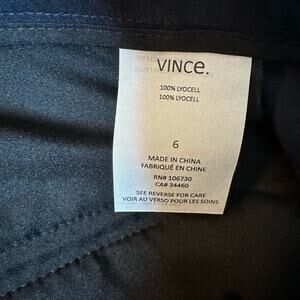 VINCE.
100% LYOCELL
100% LYOCELL
6
MADE IN CHINA
FABRIQUÉ EN CHINE
RN# 106730
CA# 34460
SEE REVERSE FOR CARE
VOIR AU VERSO POUR LES SOINS